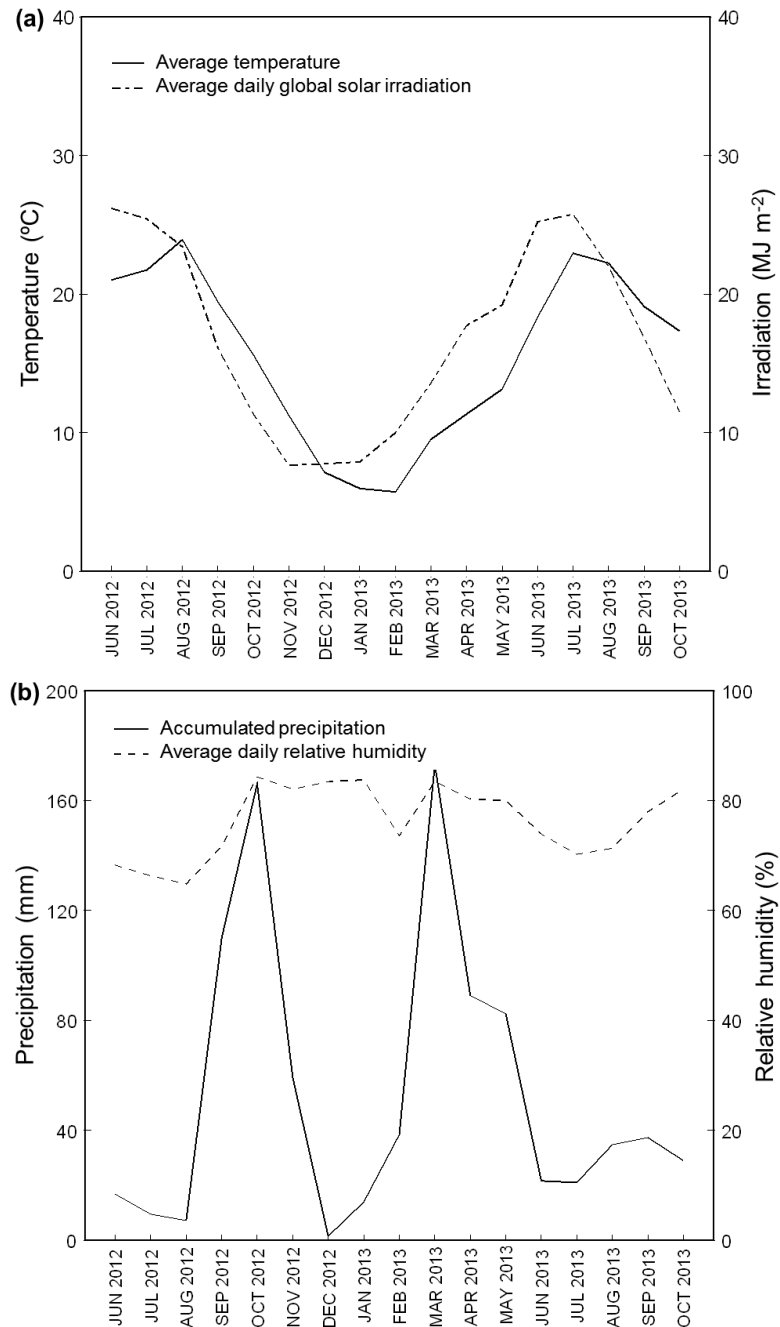 (a)
40
30
20
10
0
Temperature (ºC)
Average temperature
Average daily global solar irradiation
40
30
20
10
0
Irradiation (MJ m-2)
JUN 2012
JUL 2012
AUG 2012
SEP 2012
OCT 2012
NOV 2012
DEC 2012
JAN 2013
FEB 2013
MAR 2013
APR 2013
MAY 2013
JUN 2013
JUL 2013
AUG 2013
SEP 2013
OCT 2013
(b)
200
160
120
80
40
0
Precipitation (mm)
Accumulated precipitation
Average daily relative humidity
100
80
60
40
20
0
Relative humidity (%)
JUN 2012
JUL 2012
AUG 2012
SEP 2012
OCT 2012
NOV 2012
DEC 2012
JAN 2013
FEB 2013
MAR 2013
APR 2013
MAY 2013
JUN 2013
JUL 2013
AUG 2013
SEP 2013
OCT 2013